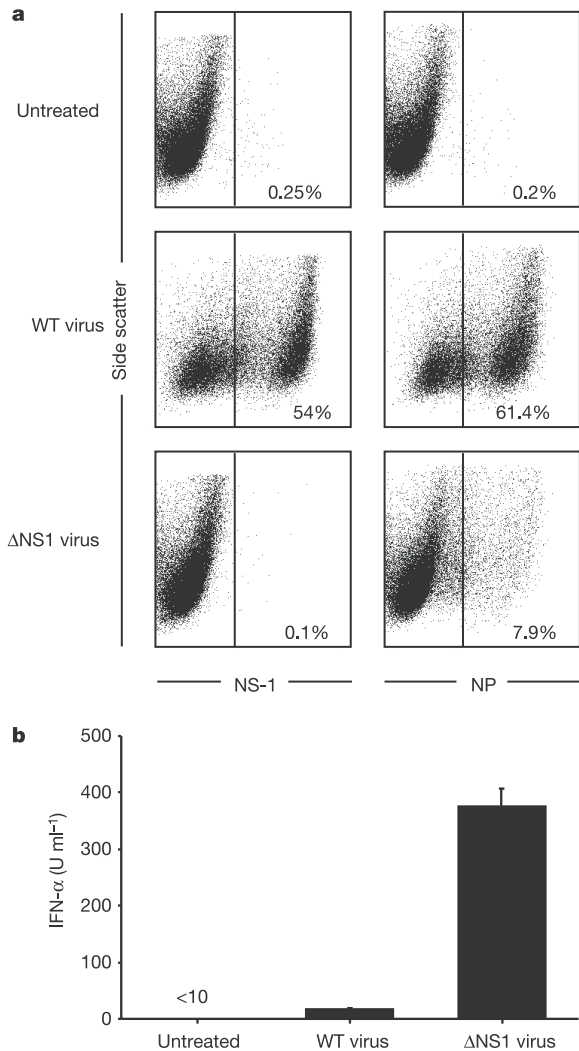 a
Untreated
0.25%
0.2%
Side scatter
WT virus
54%
61.4%
ΔNS1 virus
0.1%
7.9%
NS-1
NP
b
500
400
300
200
100
0
IFN-α (U ml⁻¹)
<10
Untreated
WT virus
ΔNS1 virus